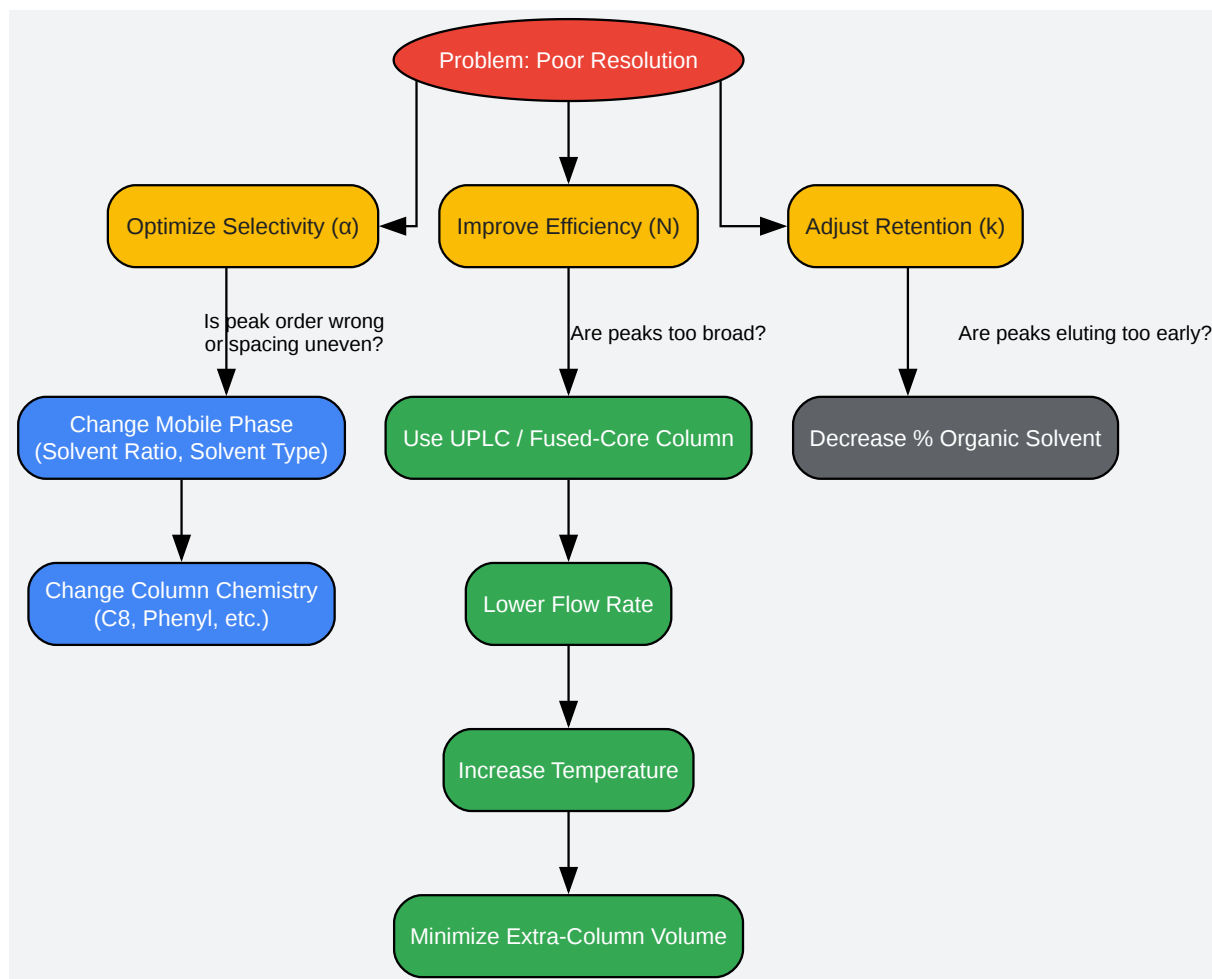 Problem: Poor Resolution
Optimize Selectivity (α)
Improve Efficiency (N)
Adjust Retention (k)
Is peak order wrong
or spacing uneven?
Are peaks too broad?
Are peaks eluting too early?
Change Mobile Phase
(Solvent Ratio, Solvent Type)
Use UPLC / Fused-Core Column
Decrease % Organic Solvent
Change Column Chemistry
(C8, Phenyl, etc.)
Lower Flow Rate
Increase Temperature
Minimize Extra-Column Volume